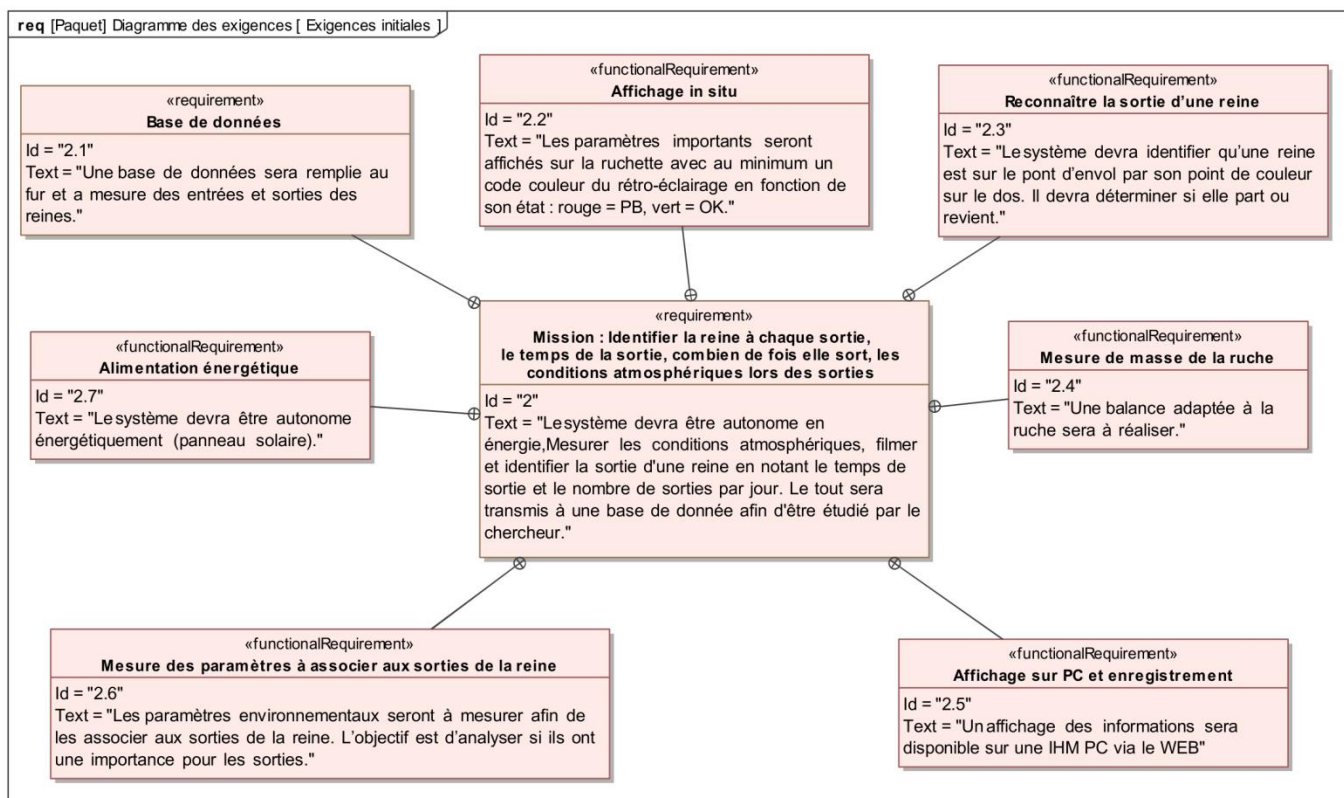 req [Paquet] Diagramme des exigences [ Exigences initiales ]
«requirement»
Base de données
Id = "2.1"
Text = "Une base de données sera remplie au
fur et a mesure des entrées et sorties des
reines."
«functionalRequirement»
Affichage in situ
Id = "2.2"
Text = "Les paramètres importants seront
affichés sur la ruchette avec au minimum un
code couleur du rétro-éclairage en fonction de
son état : rouge = PB, vert = OK."
«functionalRequirement»
Reconnaître la sortie d'une reine
Id = "2.3"
Text = "Le système devra identifier qu'une reine
est sur le pont d'envol par son point de couleur
sur le dos. Il devra déterminer si elle part ou
revient."
«functionalRequirement»
Alimentation énergétique
Id = "2.7"
Text = "Le système devra être autonome
énergétiquement (panneau solaire)."
«requirement»
Mission : Identifier la reine à chaque sortie,
le temps de la sortie, combien de fois elle sort, les
conditions atmosphériques lors des sorties
Id = "2"
Text = "Le système devra être autonome en
énergie,Mesurer les conditions atmosphériques, filmer
et identifier la sortie d'une reine en notant le temps de
sortie et le nombre de sorties par jour. Le tout sera
transmis à une base de donnée afin d'être étudié par le
chercheur."
«functionalRequirement»
Mesure de masse de la ruche
Id = "2.4"
Text = "Une balance adaptée à la
ruche sera à réaliser."
«functionalRequirement»
Mesure des paramètres à associer aux sorties de la reine
Id = "2.6"
Text = "Les paramètres environnementaux seront à mesurer afin de
les associer aux sorties de la reine. L'objectif est d'analyser si ils ont
une importance pour les sorties."
«functionalRequirement»
Affichage sur PC et enregistrement
Id = "2.5"
Text = "Un affichage des informations sera
disponible sur une IHM PC via le WEB"